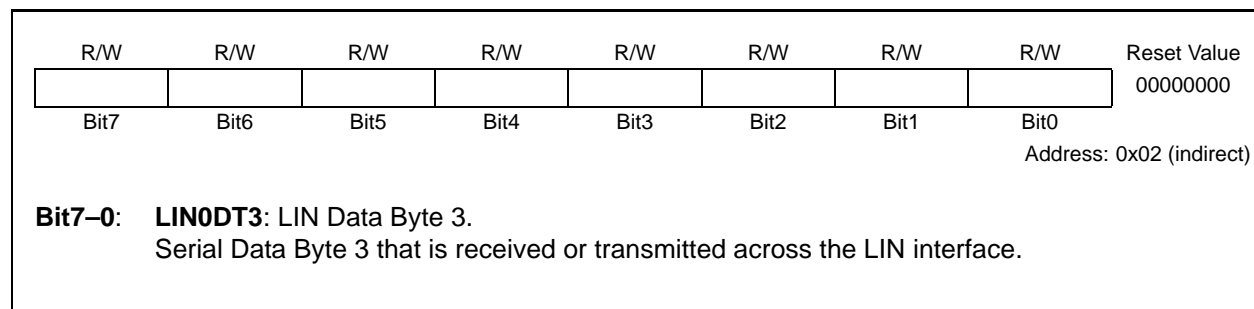 R/W R/W R/W R/W R/W R/W R/W R/W Reset Value
00000000
Bit7 Bit6 Bit5 Bit4 Bit3 Bit2 Bit1 Bit0
Address: 0x02 (indirect)
Bit7–0: LIN0DT3: LIN Data Byte 3.
Serial Data Byte 3 that is received or transmitted across the LIN interface.